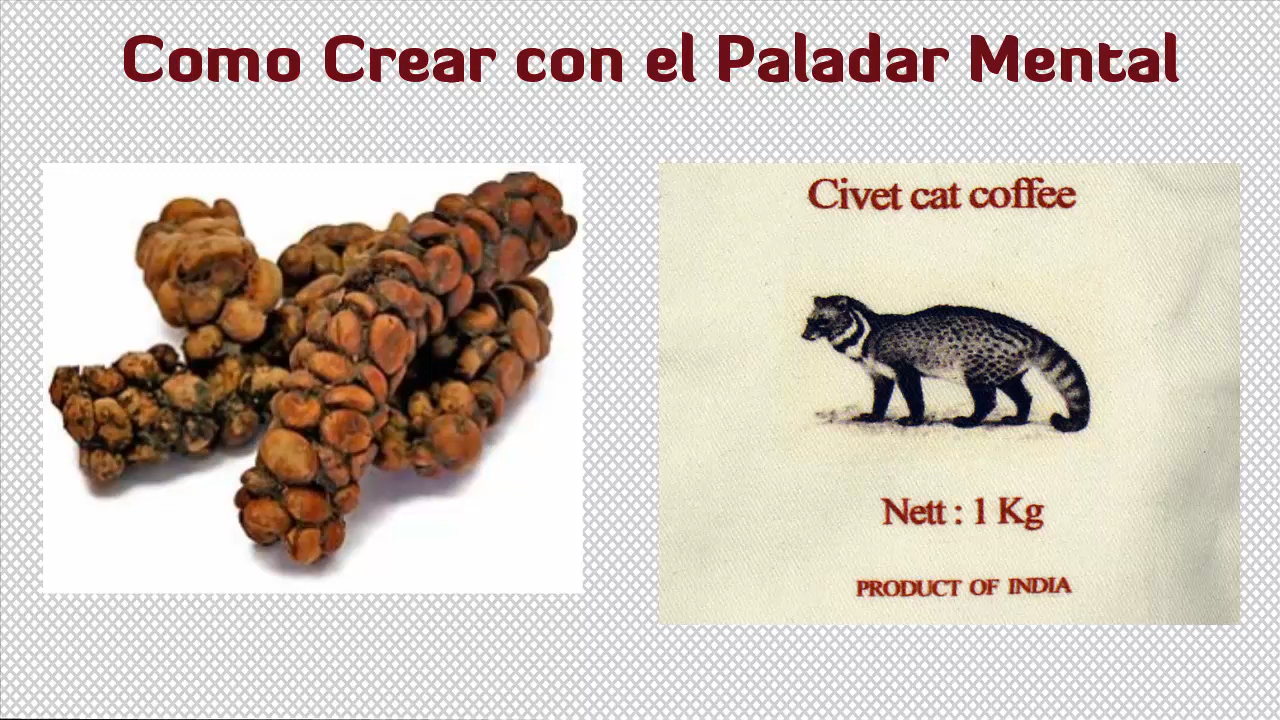 Como Crear con el Paladar Mental
Civet cat coffee
Nett : 1 Kg
PRODUCT OF INDIA